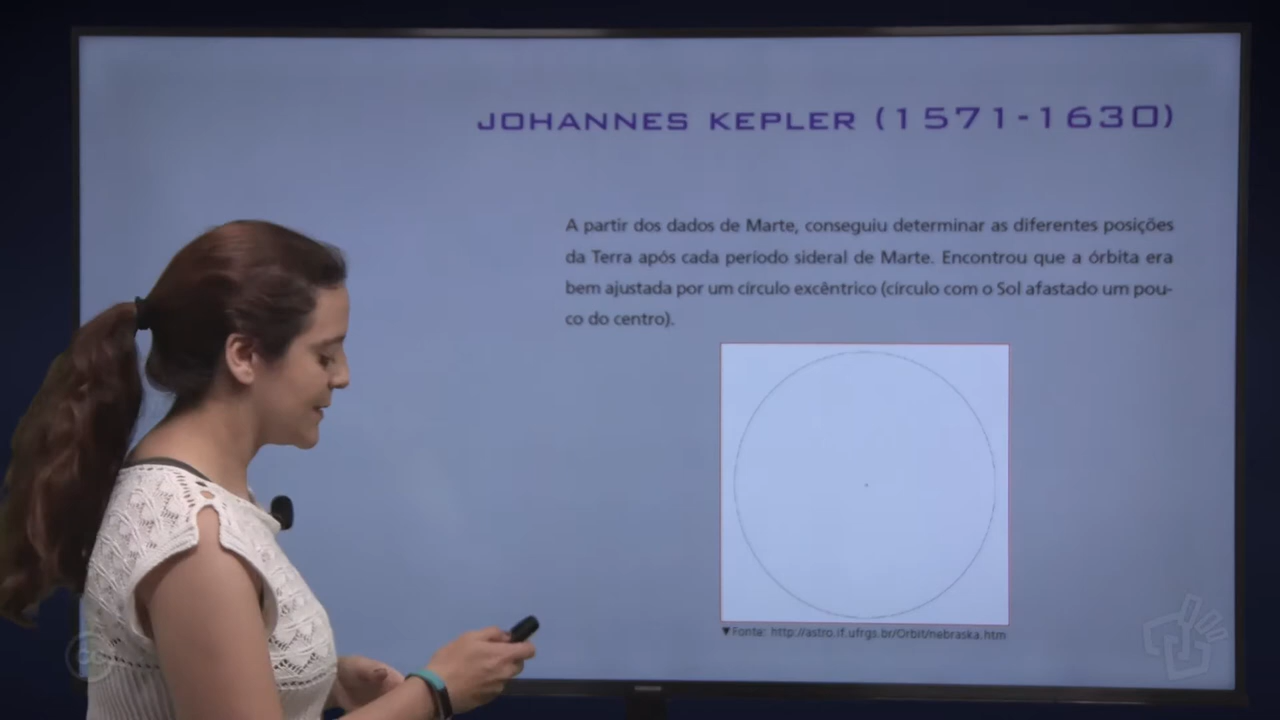 JOHANNES KEPLER (1571-1630)
A partir dos dados de Marte, conseguiu determinar as diferentes posições
da Terra após cada período sideral de Marte. Encontrou que a órbita era
bem ajustada por um círculo excêntrico (círculo com o Sol afastado um pou-
co do centro).
▼Fonte: http://astro.if.ufrgs.br/Orbit/nebraska.htm
cc